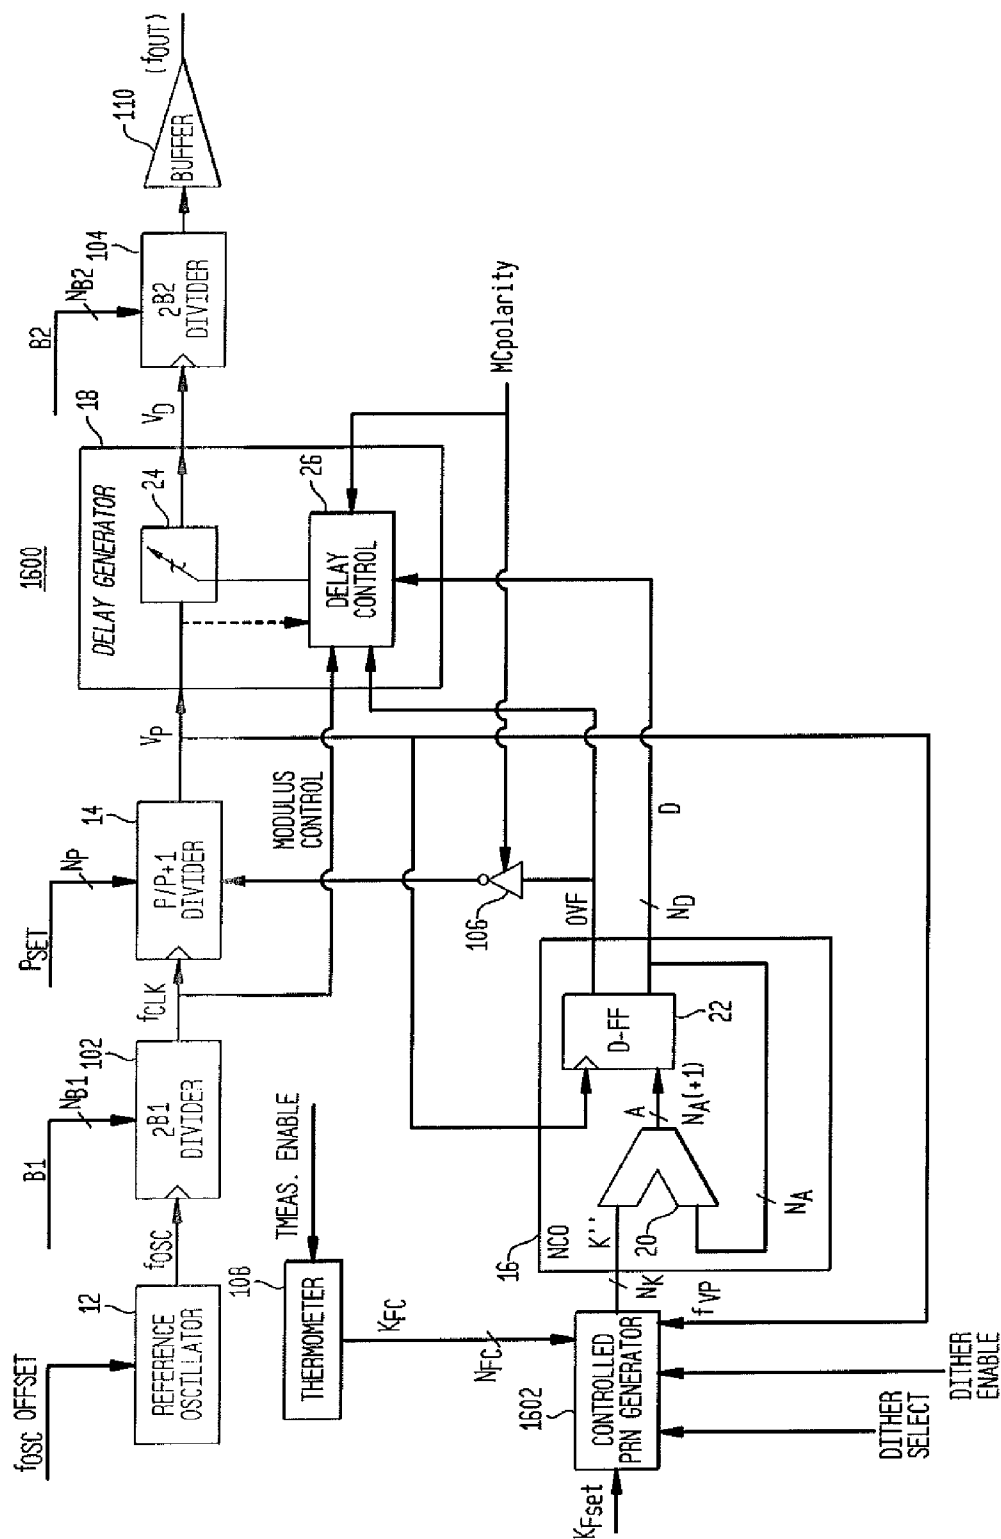 1600
fOSC OFFSET
12
REFERENCE
OSCILLATOR
fOSC
B1
NB1
102
2B1
DIVIDER
fCLK
PSET
NP
14
P/P+1
DIVIDER
VP
18
DELAY GENERATOR
24
τ
26
DELAY
CONTROL
VD
B2
NB2
104
2B2
DIVIDER
110
BUFFER
(fOUT)
MODULUS
CONTROL
MCpolarity
TMEAS. ENABLE
108
THERMOMETER
KFC
NFC
106
OVF
D
ND
16
NCO
K''
NK
20
A
NA(+1)
D-FF
22
NA
fVP
1602
CONTROLLED
PRN GENERATOR
KFset
DITHER
SELECT
DITHER
ENABLE